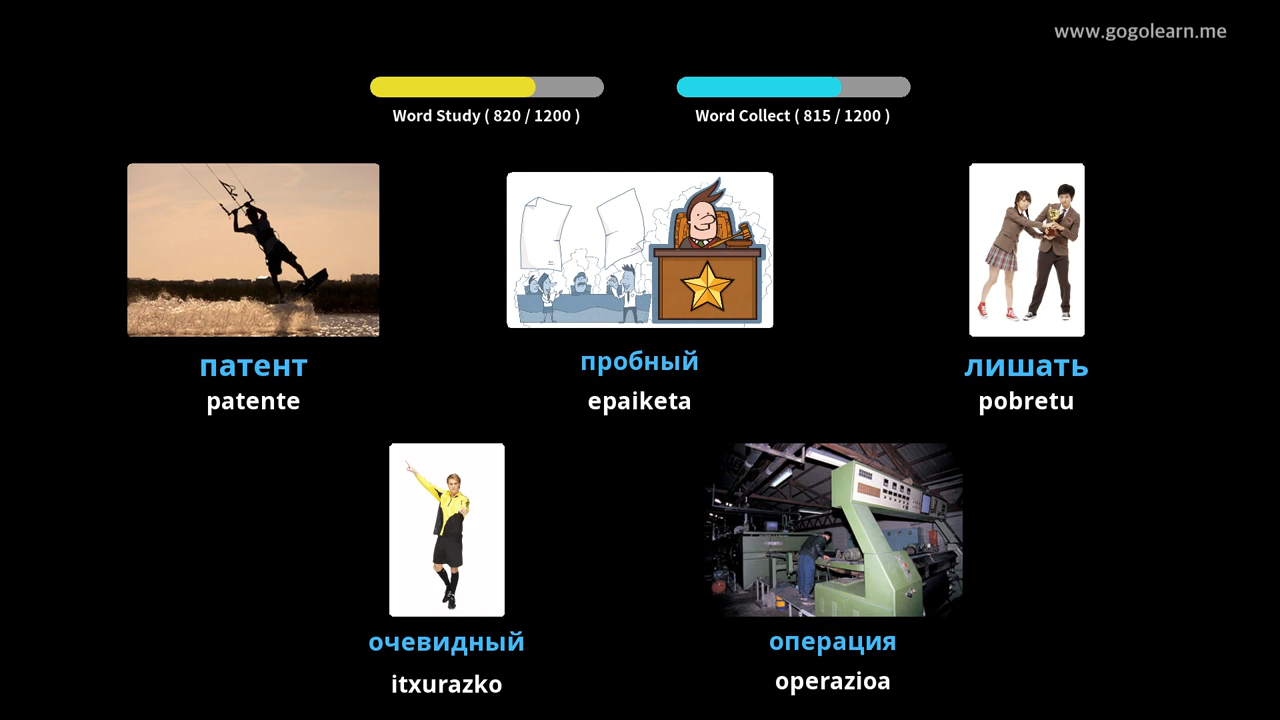 www.gogolearn.me
Word Study ( 820 / 1200 )
Word Collect ( 815 / 1200 )
патент
patente
пробный
epaiketa
лишать
pobretu
очевидный
itxurazko
операция
operazioa